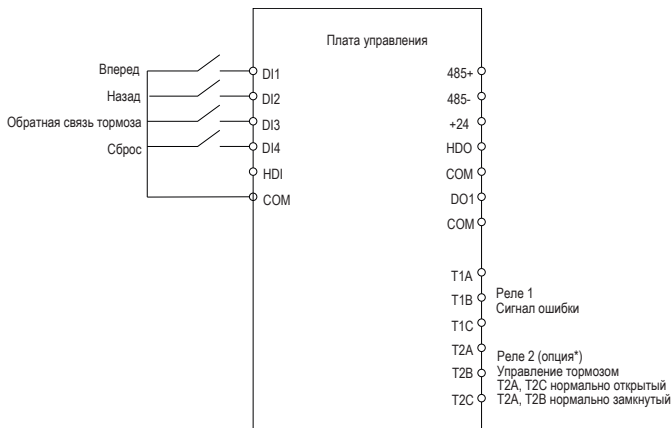 Плата управления
Вперед
Назад
Обратная связь тормоза
Сброс
DI1
DI2
DI3
DI4
HDI
COM
485+
485-
+24
HDO
COM
DO1
COM
T1A
T1B
T1C
T2A
T2B
T2C
Реле 1
Сигнал ошибки
Реле 2 (опция*)
Управление тормозом
T2A, T2C нормально открытый
T2A, T2B нормально замкнутый